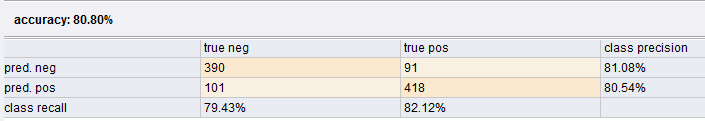 accuracy: 80.80%
true neg true pos class precision
pred. neg 390 91 81.08%
pred. pos 101 418 80.54%
class recall 79.43% 82.12%